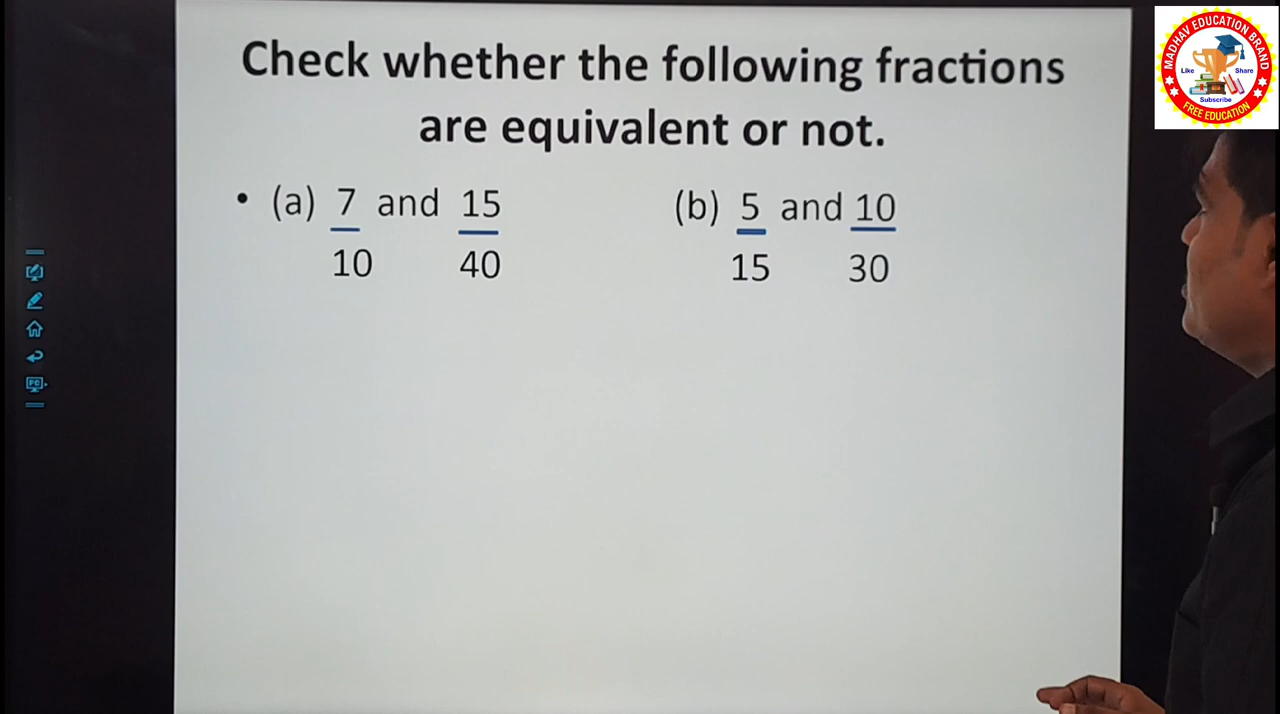 Check whether the following fractions
are equivalent or not.
• (a) 7 and 15 (b) 5 and 10
10 40 15 30
MADHAV EDUCATION BRAND
Like Share
Subscribe
FREE EDUCATION
PC